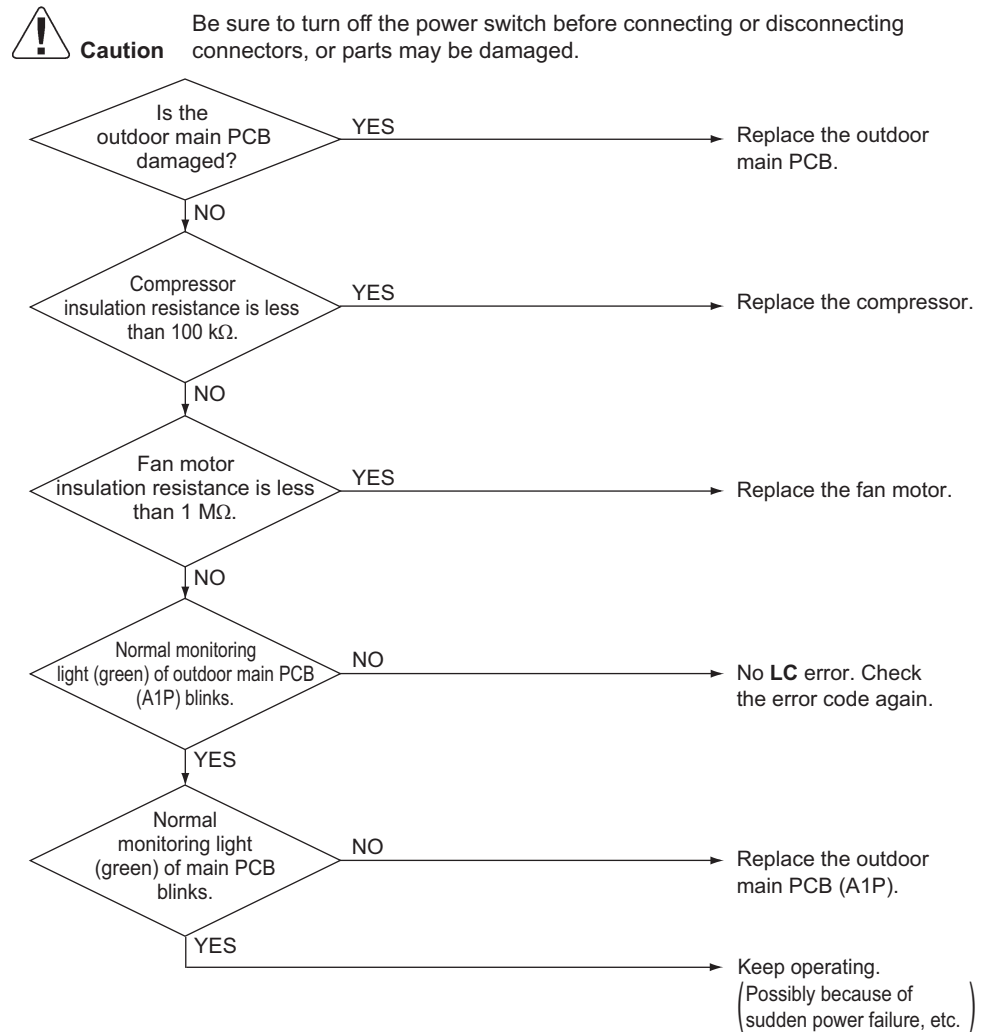 Be sure to turn off the power switch before connecting or disconnecting
Caution connectors, or parts may be damaged.
Is the
outdoor main PCB
damaged?
YES
Replace the outdoor
main PCB.
NO
Compressor
insulation resistance is less
than 100 kΩ.
YES
Replace the compressor.
NO
Fan motor
insulation resistance is less
than 1 MΩ.
YES
Replace the fan motor.
NO
Normal monitoring
light (green) of outdoor main PCB
(A1P) blinks.
NO
No LC error. Check
the error code again.
YES
Normal
monitoring light
(green) of main PCB
blinks.
NO
Replace the outdoor
main PCB (A1P).
YES
Keep operating.
(Possibly because of
sudden power failure, etc.)